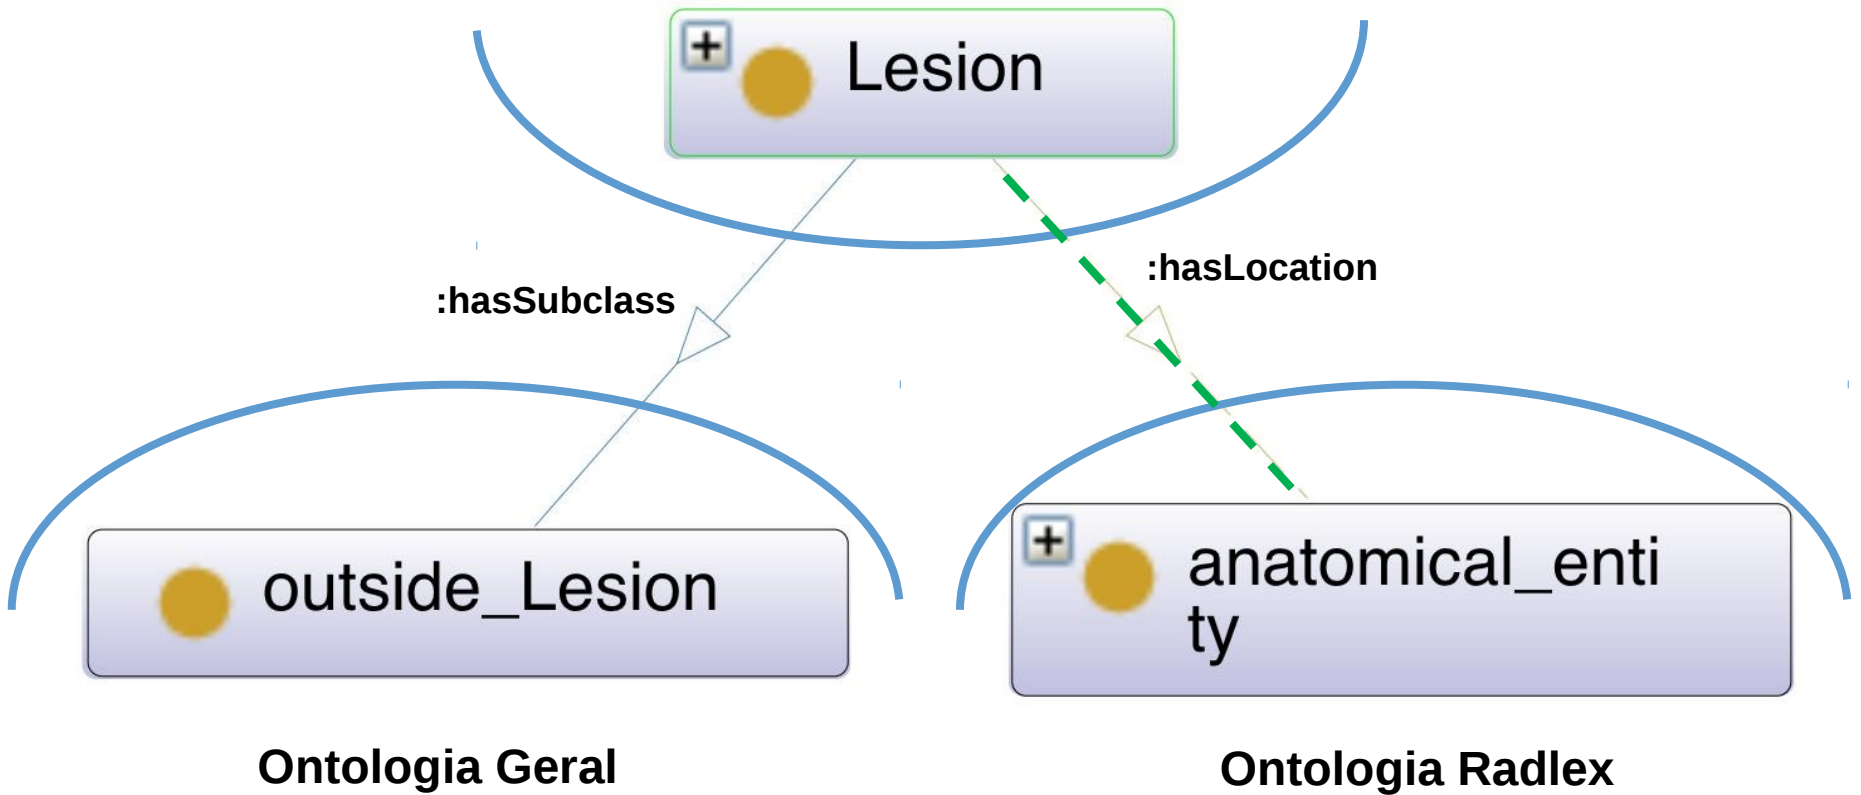 Lesion
:hasLocation
:hasSubclass
outside_Lesion
anatomical_enti
ty
Ontologia Geral
Ontologia Radlex